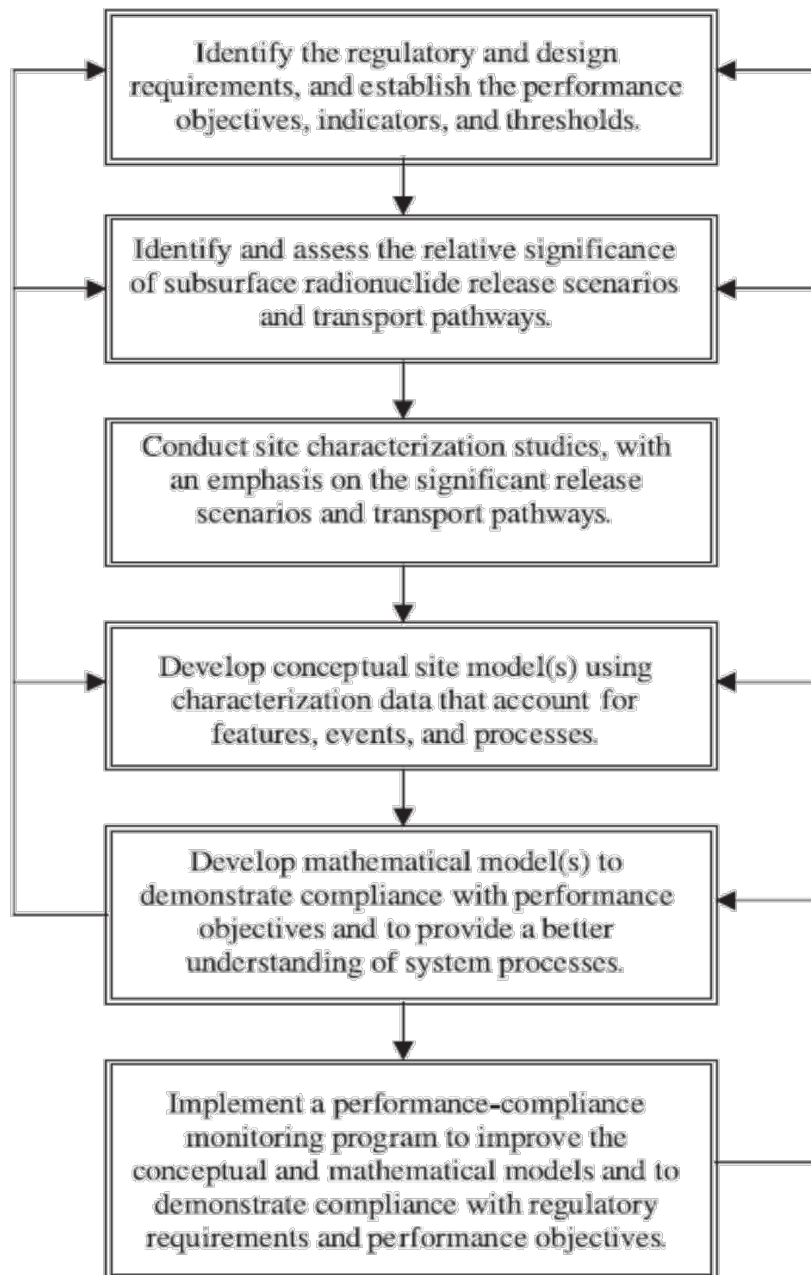 Identify the regulatory and design
requirements, and establish the performance
objectives, indicators, and thresholds.
Identify and assess the relative significance
of subsurface radionuclide release scenarios
and transport pathways.
Conduct site characterization studies, with
an emphasis on the significant release
scenarios and transport pathways.
Develop conceptual site model(s) using
characterization data that account for
features, events, and processes.
Develop mathematical model(s) to
demonstrate compliance with performance
objectives and to provide a better
understanding of system processes.
Implement a performance-compliance
monitoring program to improve the
conceptual and mathematical models and to
demonstrate compliance with regulatory
requirements and performance objectives.